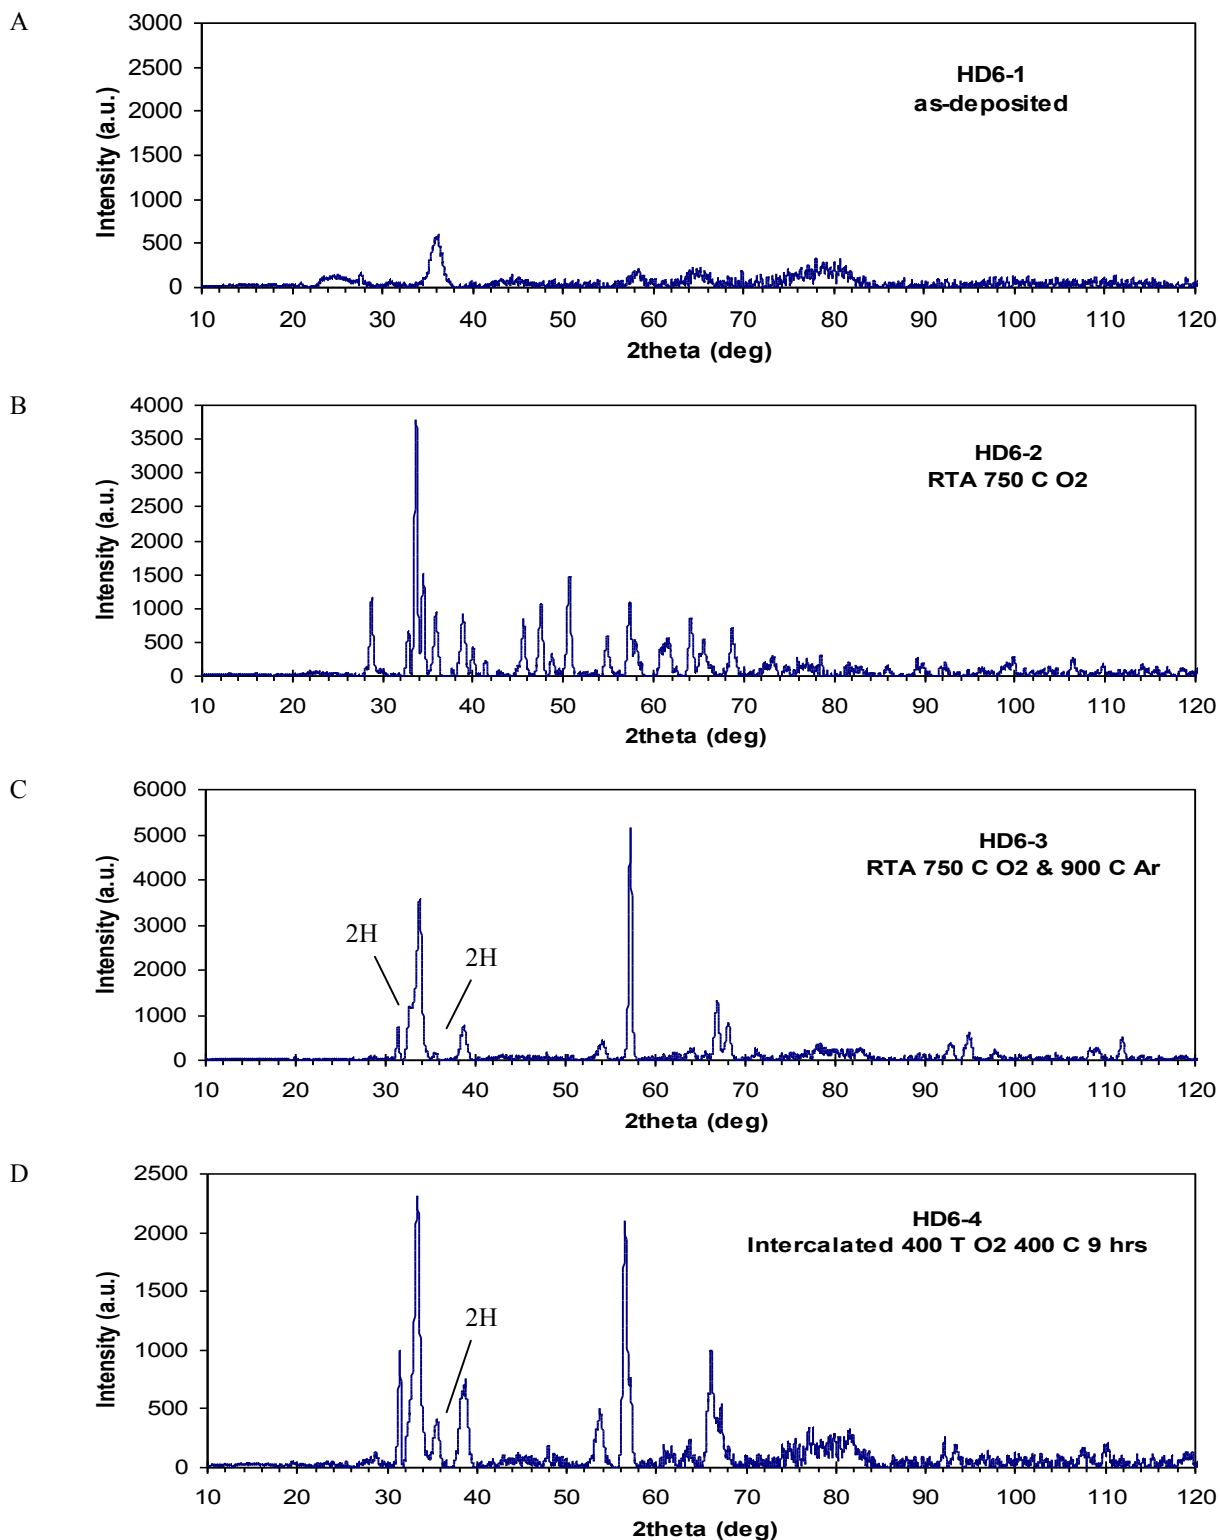 A
3000
2500
2000
1500
1000
500
0
Intensity (a.u.)
HD6-1
as-deposited
10 20 30 40 50 60 70 80 90 100 110 120
2theta (deg)
B
4000
3500
3000
2500
2000
1500
1000
500
0
Intensity (a.u.)
HD6-2
RTA 750 C O2
10 20 30 40 50 60 70 80 90 100 110 120
2theta (deg)
C
6000
5000
4000
3000
2000
1000
0
Intensity (a.u.)
HD6-3
RTA 750 C O2 & 900 C Ar
2H
2H
10 20 30 40 50 60 70 80 90 100 110 120
2theta (deg)
D
2500
2000
1500
1000
500
0
Intensity (a.u.)
HD6-4
Intercalated 400 T O2 400 C 9 hrs
2H
10 20 30 40 50 60 70 80 90 100 110 120
2theta (deg)